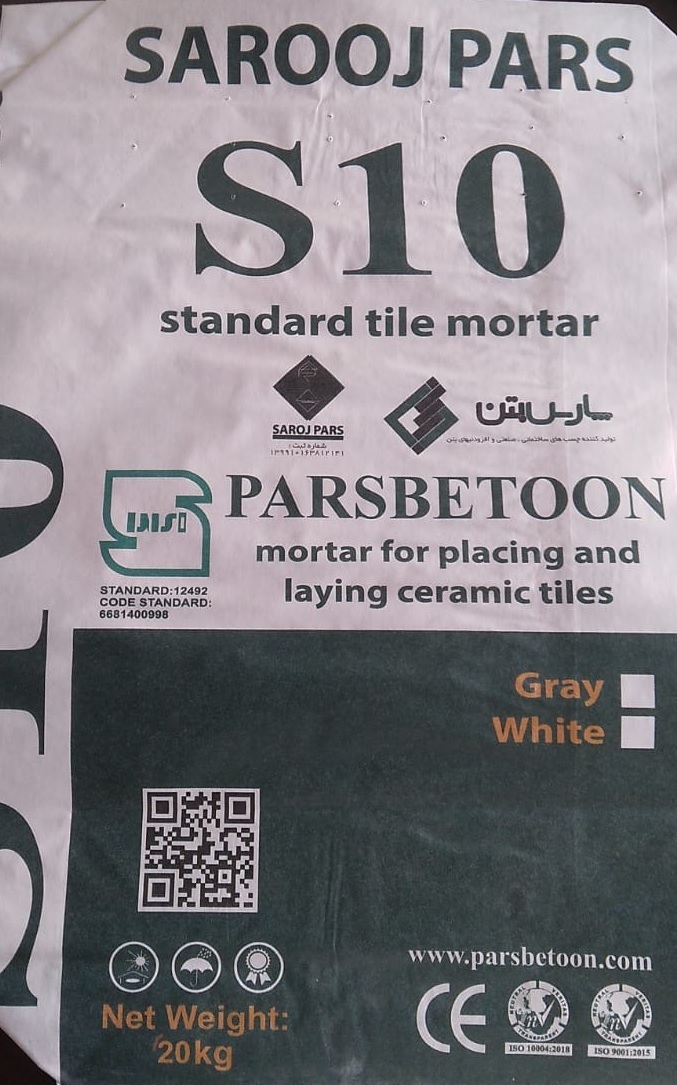 SAROOJ PARS
S10
standard tile mortar
SAROJ PARS
شماره ثبت :
پارس بتن
تولید کننده چسب های ساختمانی ، صنعتی و افزودنیهای بتن
PARSBETOON
mortar for placing and
laying ceramic tiles
STANDARD:12492
CODE STANDARD:
6681400998
Gray
White
www.parsbetoon.com
Net Weight:
20kg
CE
ISO 10004:2018
ISO 9001:2015
S10